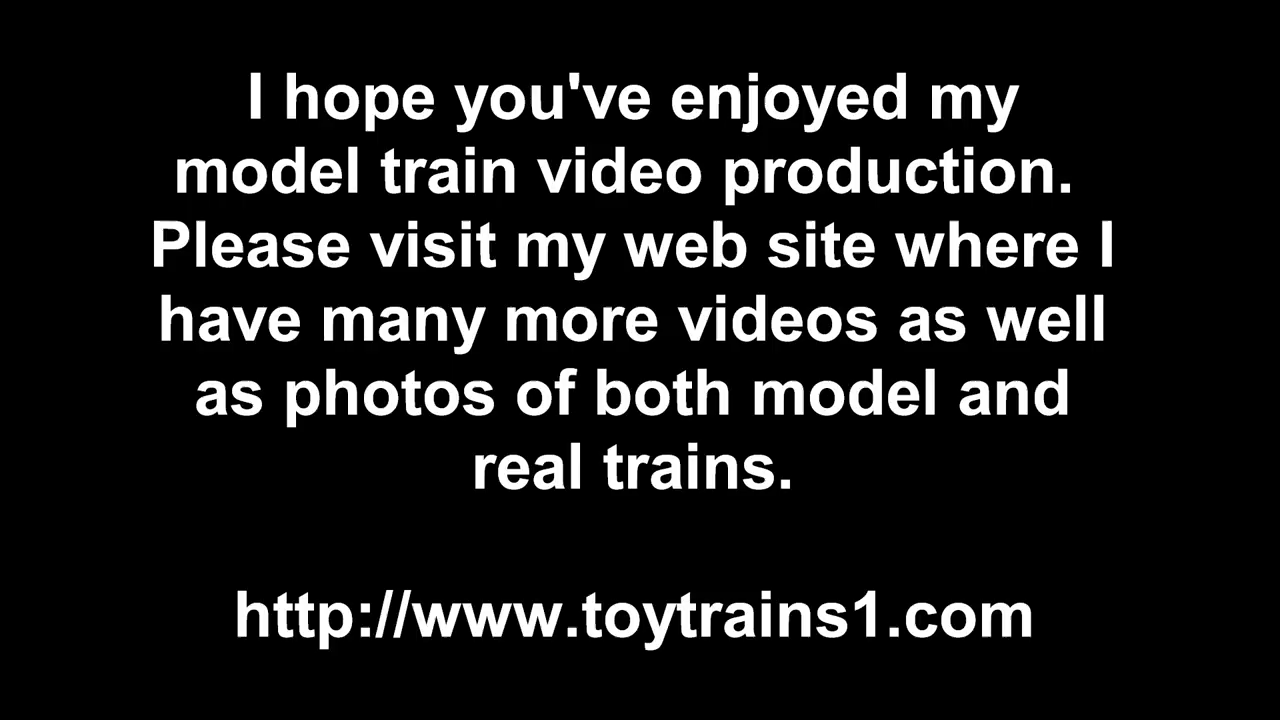 I hope you've enjoyed my
model train video production.
Please visit my web site where I
have many more videos as well
as photos of both model and
real trains.
http://www.toytrains1.com